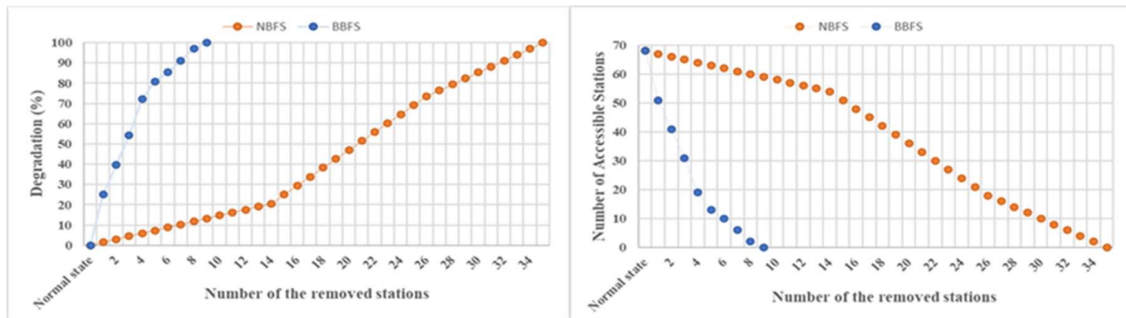 NBFS BBFS
Degradation (%)
100
90
80
70
60
50
40
30
20
10
0
Normal state 2 4 6 8 10 12 14 16 18 20 22 24 26 28 30 32 34
Number of the removed stations
NBFS BBFS
Number of Accessible Stations
70
60
50
40
30
20
10
0
Normal state 2 4 6 8 10 12 14 16 18 20 22 24 26 28 30 32 34
Number of the removed stations